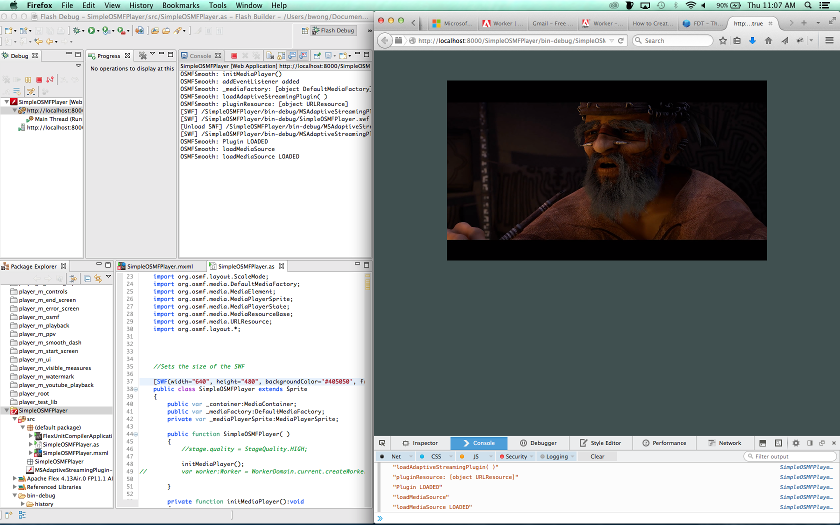 Firefox File Edit View History Bookmarks Tools Window Help
90% Thu 11:07 AM
Flash Debug - SimpleOSMFPlayer/src/SimpleOSMFPlayer.as - Flash Builder - /Users/bwong/Documen...
Flash Debug
Debug
SimpleOSMFPlayer [Web
http://localhost:8000
Main Thread (Run
http://localhost:800
Progress
No operations to display at this
Console
SimpleOSMFPlayer [Web Application] http://localhost:8000/SimpleOSM
OSMFSmooth: initMediaPlayer()
OSMFSmooth: addEventListener added
OSMFSmooth: _mediaFactory: [object DefaultMediaFactory]
OSMFSmooth: loadAdaptiveStreamingPlugin( )
OSMFSmooth: pluginResource: [object URLResource]
[SWF] /SimpleOSMFPlayer/bin-debug/MSAdaptiveStreamingPl
[SWF] /SimpleOSMFPlayer/bin-debug/SimpleOSMFPlayer.swf
[Unload SWF] /SimpleOSMFPlayer/bin-debug/MSAdaptiveStre
[SWF] /SimpleOSMFPlayer/bin-debug/MSAdaptiveStreamingPl
OSMFSmooth: Plugin LOADED
OSMFSmooth: loadMediaSource
OSMFSmooth: loadMediaSource LOADED
Package Explorer
player_m_controls
player_m_end_screen
player_m_error_screen
player_m_osmf
player_m_playback
player_m_ppv
player_m_smooth_dash
player_m_start_screen
player_m_ui
player_m_visible_measures
player_m_watermark
player_m_youtube_playback
player_root
player_test_lib
SimpleOSMFPlayer
src
(default package)
FlexUnitCompilerApplicati
SimpleOSMFPlayer.as
SimpleOSMFPlayer.mxml
SimpleOSMFPlayer
MSAdaptiveStreamingPlugin-
Apache Flex 4.13Air.0 FP11.1 AI
Referenced Libraries
bin-debug
history
SimpleOSMFPlayer.mxml
SimpleOSMFPlayer.as
23 import org.osmf.layout.ScaleMode;
24 import org.osmf.media.DefaultMediaFactory;
25 import org.osmf.media.MediaElement;
26 import org.osmf.media.MediaPlayerSprite;
27 import org.osmf.media.MediaPlayerState;
28 import org.osmf.media.MediaResourceBase;
29 import org.osmf.media.URLResource;
30 import org.osmf.layout.*;
31
32
33
34
35 //Sets the size of the SWF
36
37 [SWF(width="640", height="480", backgroundColor="#405050", f
38 public class SimpleOSMFPlayer extends Sprite
39 {
40 public var _container:MediaContainer;
41 public var _mediaFactory:DefaultMediaFactory;
42 private var _mediaPlayerSprite:MediaPlayerSprite;
43
44 public function SimpleOSMFPlayer( )
45 {
46 //stage.quality = StageQuality.HIGH;
47
48 initMediaPlayer();
49 // var worker:Worker = WorkerDomain.current.createWorke
50 }
51
52 private function initMediaPlayer():void
Microsof...
Worker |
Gmail – Free ...
Worker –
How to Creat...
FDT – Th
http:...true
http://localhost:8000/SimpleOSMFPlayer/bin-debug/SimpleOSM
Search
Inspector Console Debugger Style Editor Performance Network
Net CSS JS Security Logging Clear Filter output
"loadAdaptiveStreamingPlugin( )" SimpleOSMFPlaye...
"pluginResource: [object URLResource]" SimpleOSMFPlaye...
"Plugin LOADED" SimpleOSMFPlaye...
"loadMediaSource" SimpleOSMFPlaye...
"loadMediaSource LOADED" SimpleOSMFPlaye...